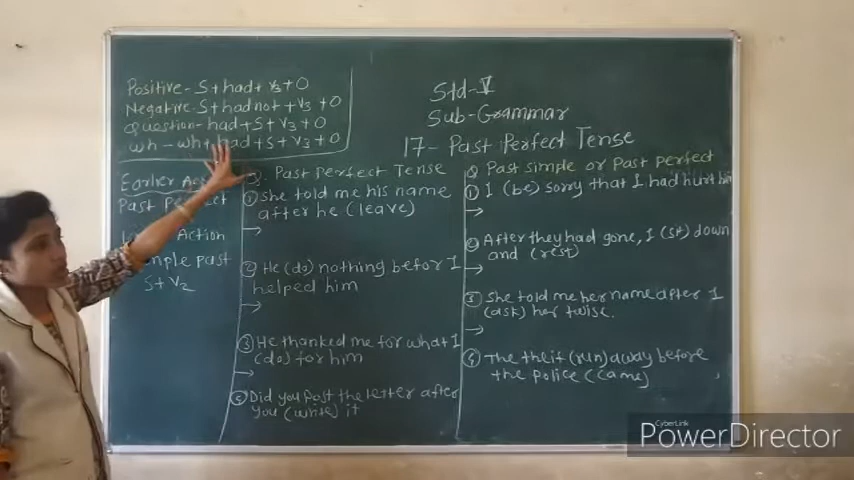 Positive - S + had + V3 + O
Negative - S + had not + V3 + O
Question - had + S + V3 + O
wh - wh + had + S + V3 + O
Std - V
Sub - Grammar
17 - Past Perfect Tense
Earlier
Past Perfect
Action
Simple past
S + V2
Past Perfect Tense
① She told me his name
after he (leave)
→
② He (do) nothing befor I
helped him
→
③ He thanked me for what I
(do) for him
→
Did you post the letter after
you (write) it
Q Past simple or Past perfect
① I (be) sorry that I had hurt him
→
② After they had gone, I (sit) down
and (rest)
→
③ She told me her name after I
(ask) her twise.
→
④ The theif (run) away before
the police (came)
CyberLink
PowerDirector